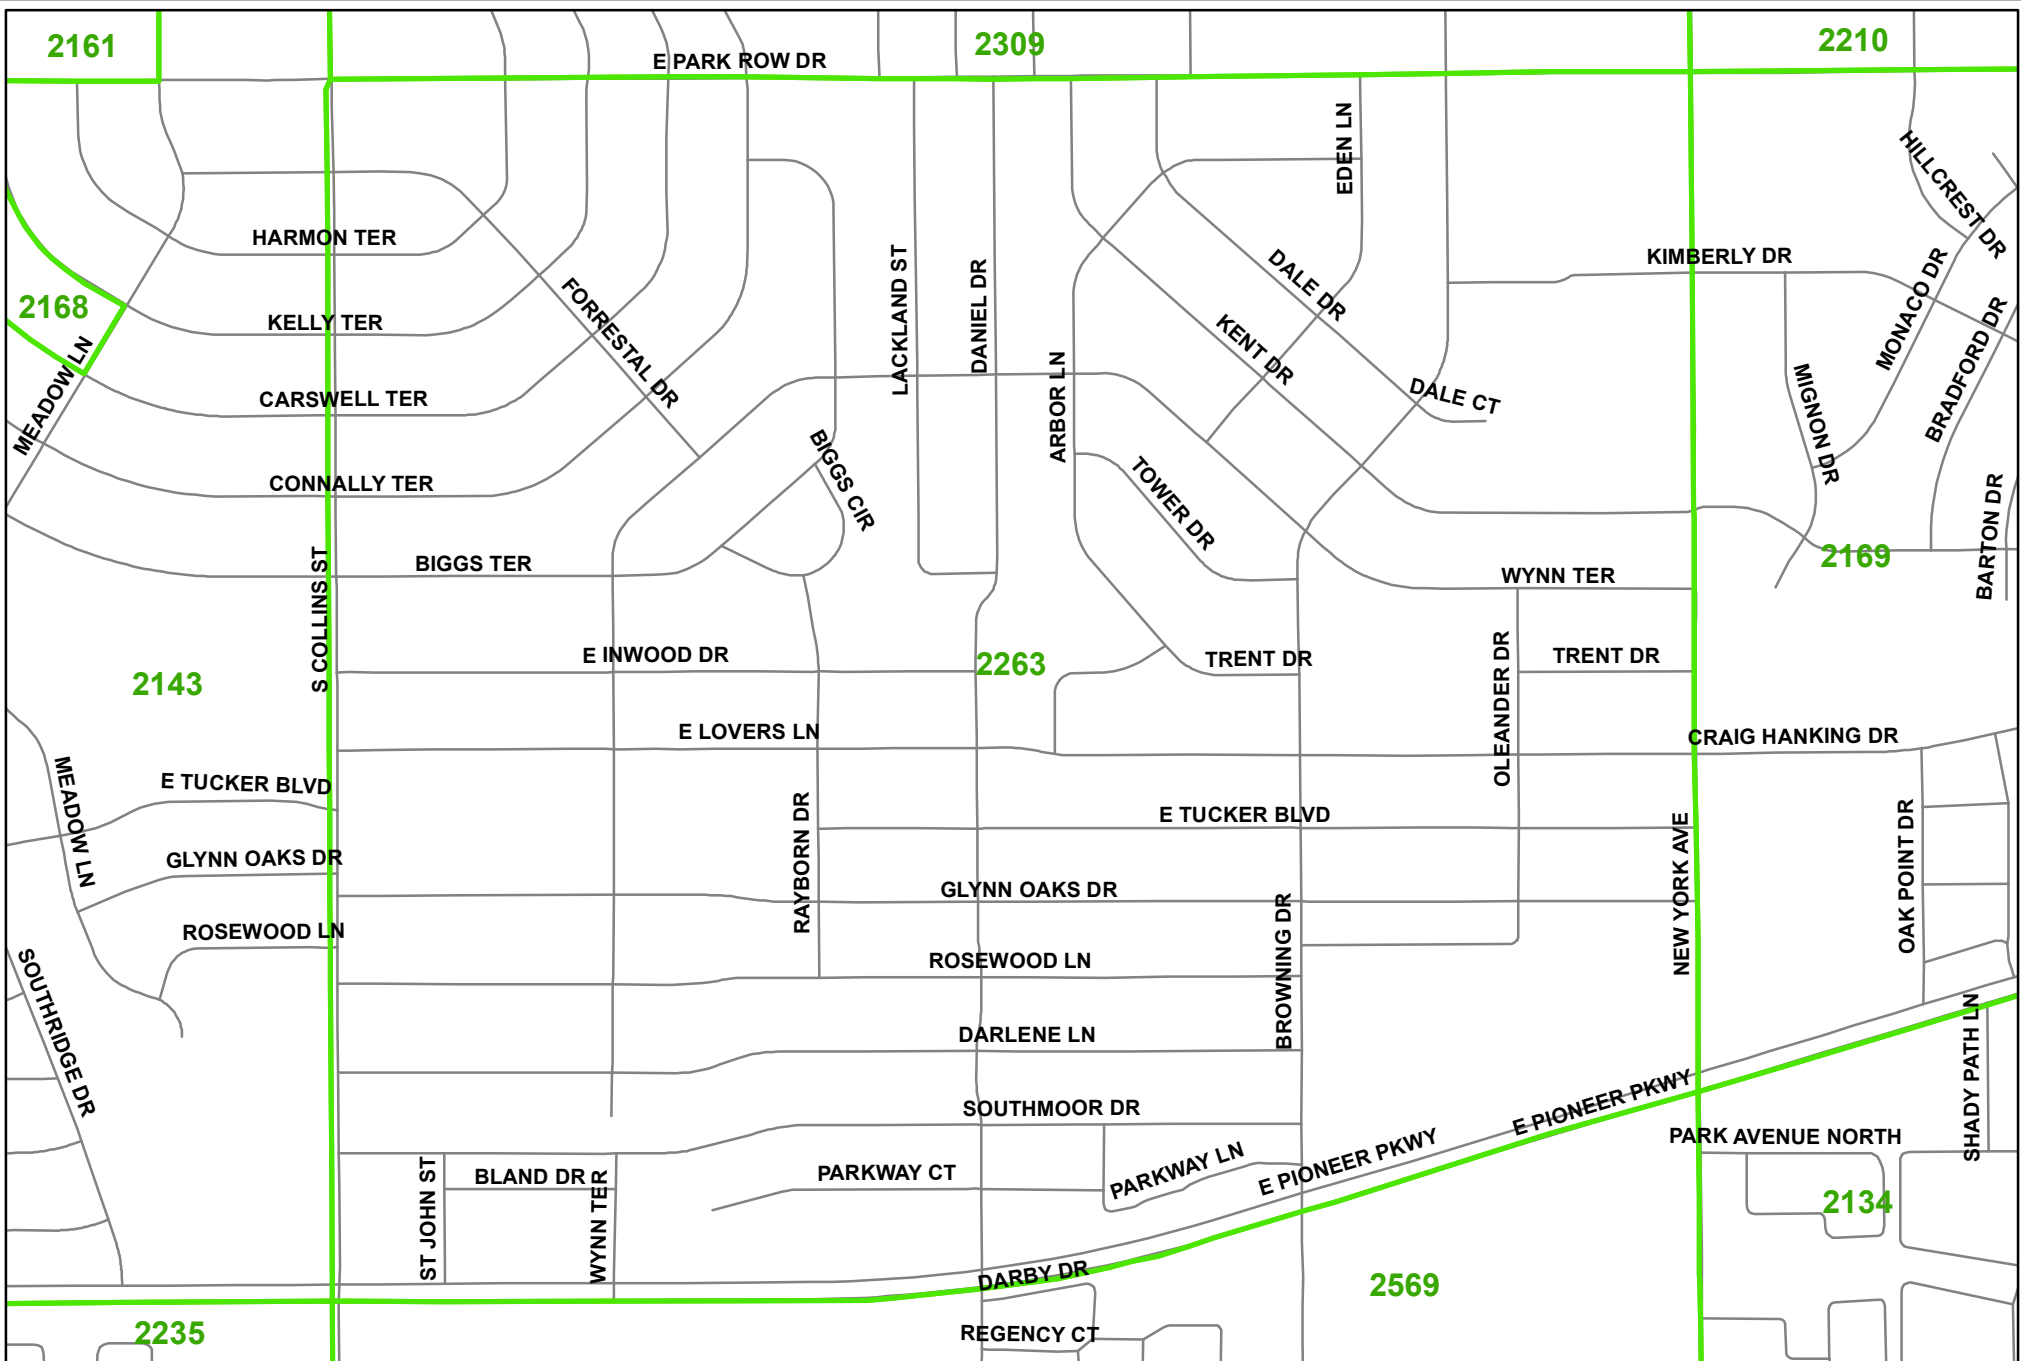 2161
2309
2210
E PARK ROW DR
EDEN LN
HILLCREST DR
HARMON TER
KIMBERLY DR
2168
KELLY TER
FORRESTAL DR
LACKLAND ST
DANIEL DR
DALE DR
KENT DR
MONACO DR
BRADFORD DR
MEADOW LN
CARSWELL TER
ARBOR LN
DALE CT
MIGNON DR
CONNALLY TER
BIGGS CIR
TOWER DR
BARTON DR
S COLLINS ST
BIGGS TER
WYNN TER
2169
2143
E INWOOD DR
2263
TRENT DR
OLEANDER DR
TRENT DR
E LOVERS LN
CRAIG HANKING DR
MEADOW LN
E TUCKER BLVD
RAYBORN DR
E TUCKER BLVD
NEW YORK AVE
OAK POINT DR
GLYNN OAKS DR
GLYNN OAKS DR
ROSEWOOD LN
ROSEWOOD LN
BROWNING DR
SOUTHRIDGE DR
DARLENE LN
SHADY PATH LN
SOUTHMOOR DR
E PIONEER PKWY
E PIONEER PKWY
PARK AVENUE NORTH
ST JOHN ST
BLAND DR
WYNN TER
PARKWAY CT
PARKWAY LN
2134
DARBY DR
2569
2235
REGENCY CT